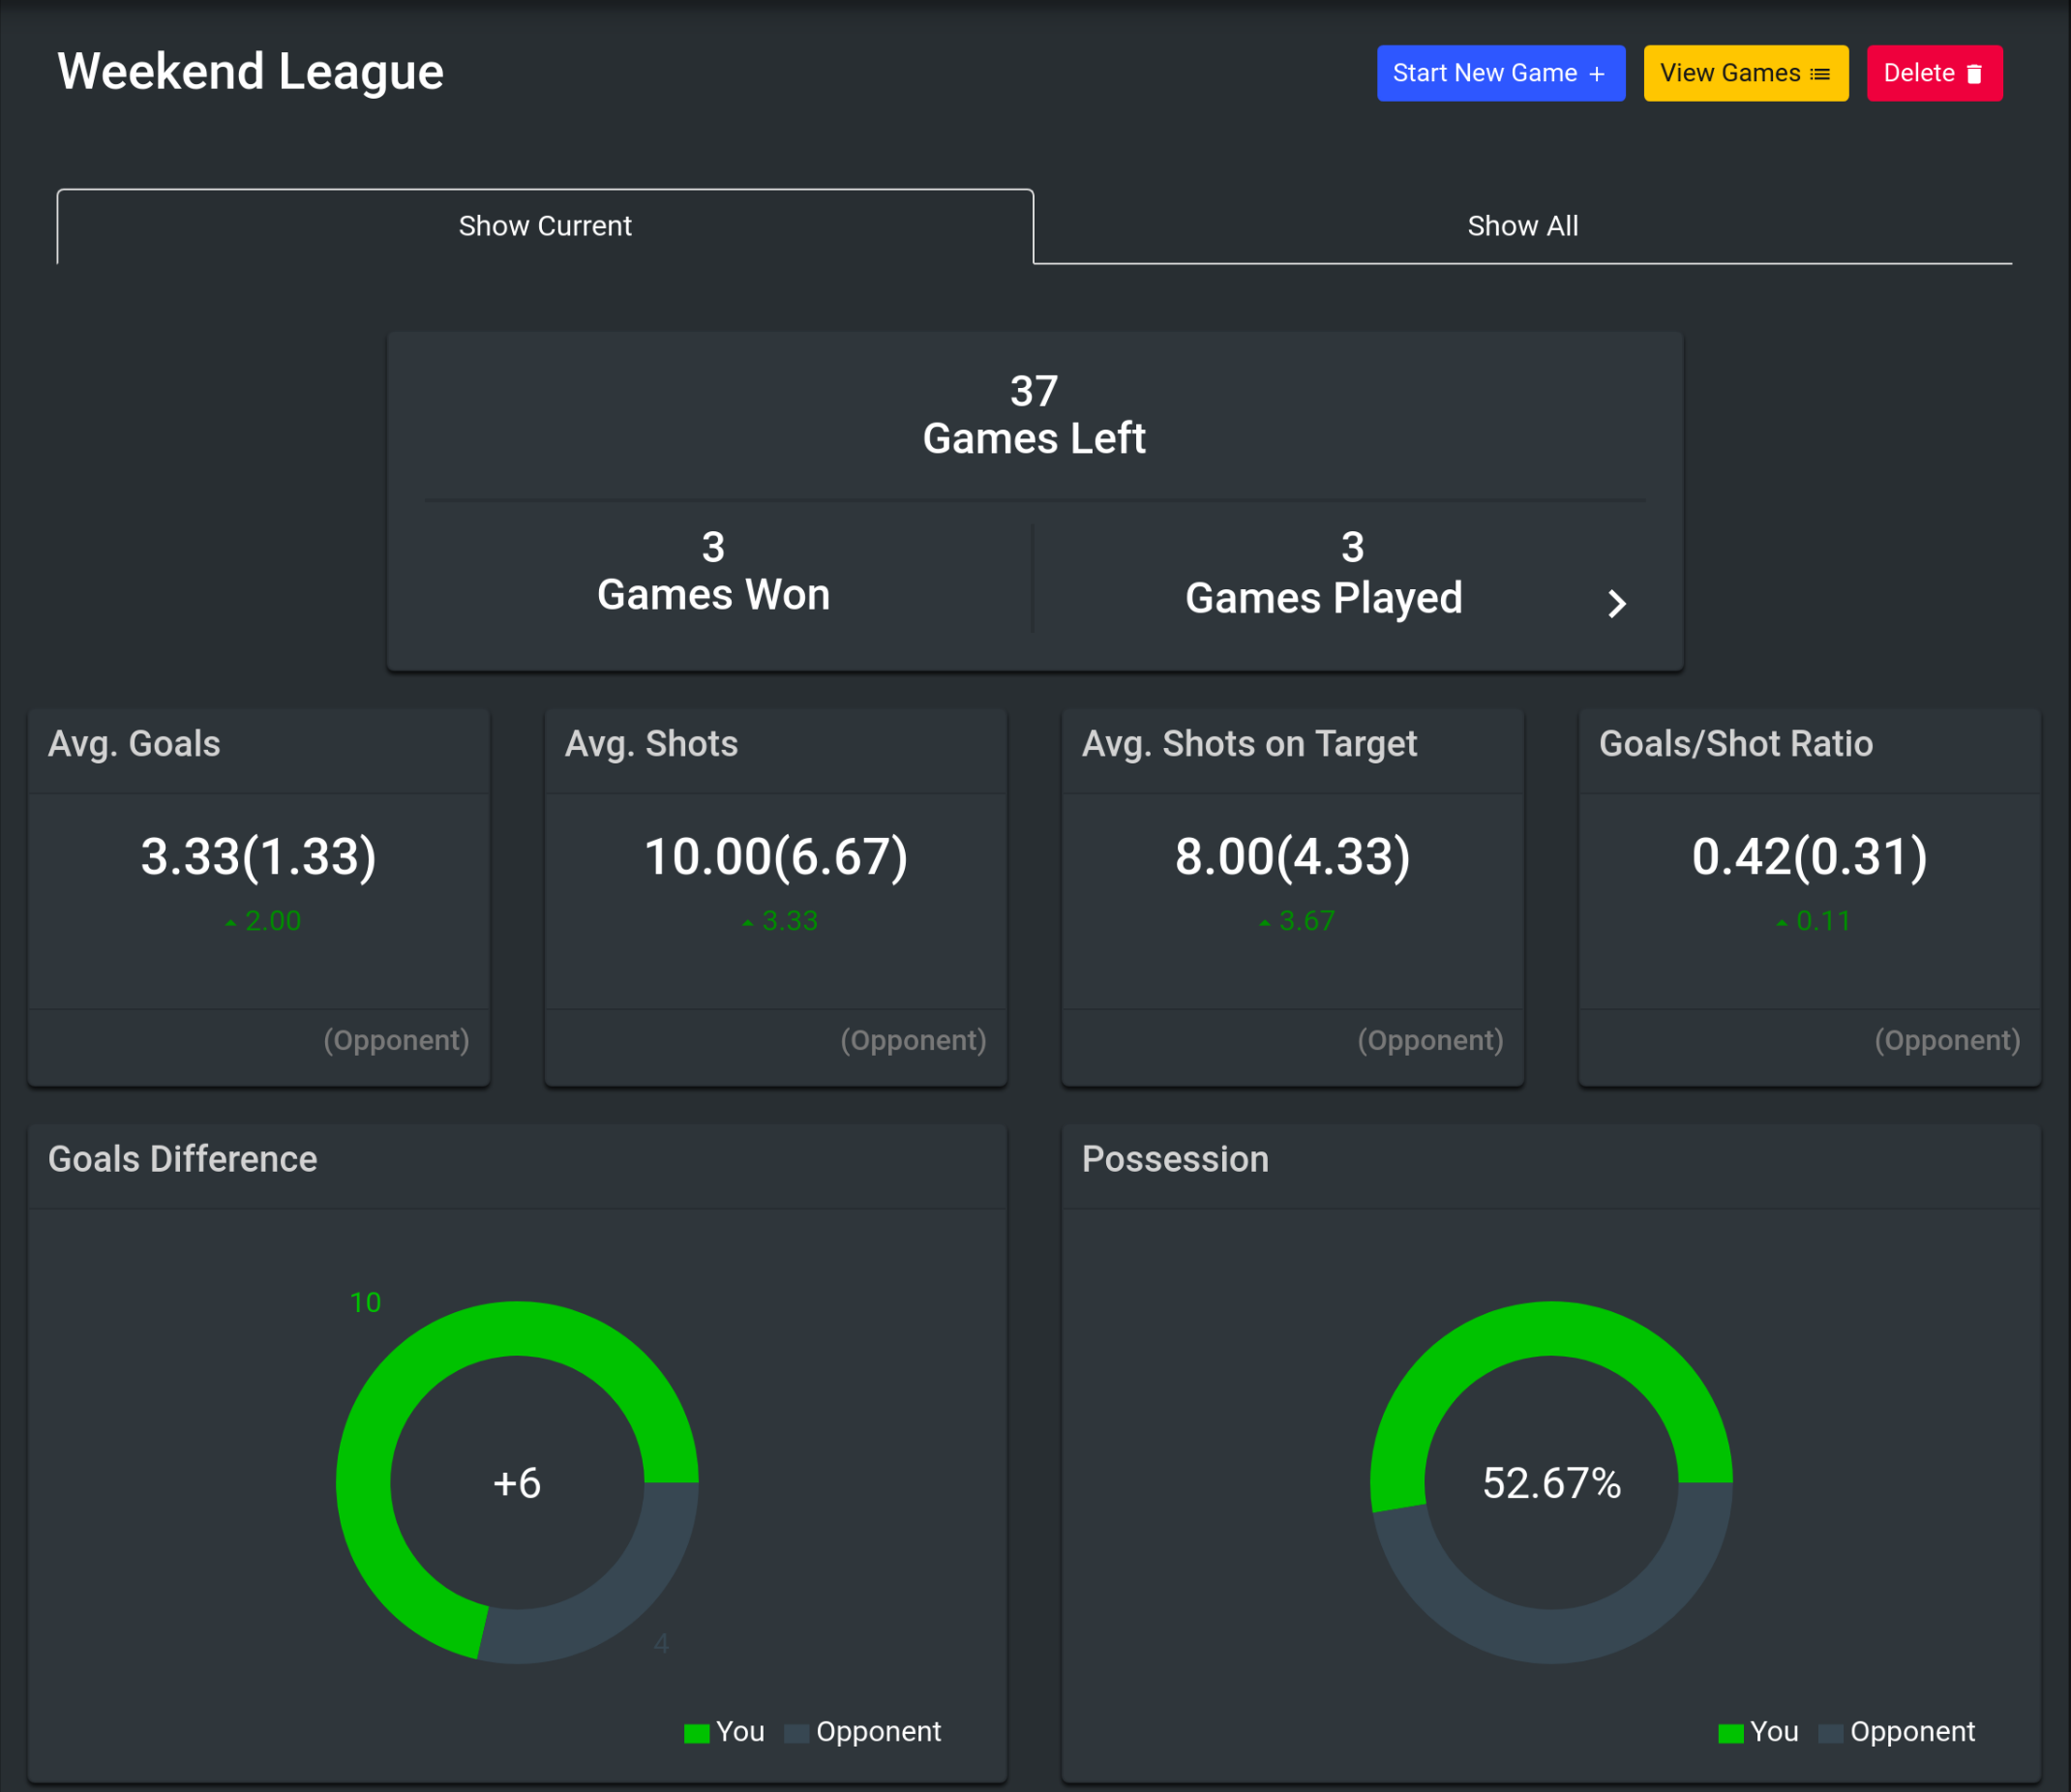 Weekend League
Start New Game +
View Games
Delete
Show Current
Show All
37
Games Left
3
Games Won
3
Games Played
Avg. Goals
3.33(1.33)
2.00
(Opponent)
Avg. Shots
10.00(6.67)
3.33
(Opponent)
Avg. Shots on Target
8.00(4.33)
3.67
(Opponent)
Goals/Shot Ratio
0.42(0.31)
0.11
(Opponent)
Goals Difference
10
+6
4
You
Opponent
Possession
52.67%
You
Opponent